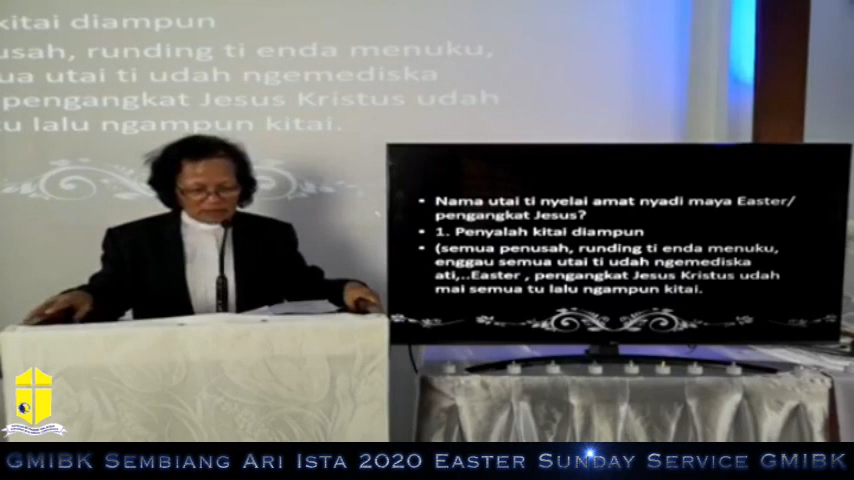 kitai diampun
usah, runding ti enda menuku,
ua utai ti udah ngemediska
pengangkat Jesus Kristus udah
tu lalu ngampun kitai.
• Nama utai ti nyelai amat nyadi maya Easter/
pengangkat Jesus?
• 1. Penyalah kitai diampun
• (semua penusah, runding ti enda menuku,
enggau semua utai ti udah ngemediska
ati,..Easter , pengangkat Jesus Kristus udah
mai semua tu lalu ngampun kitai.
GMIBK Sembiang Ari Ista 2020 Easter Sunday Service GMIBK